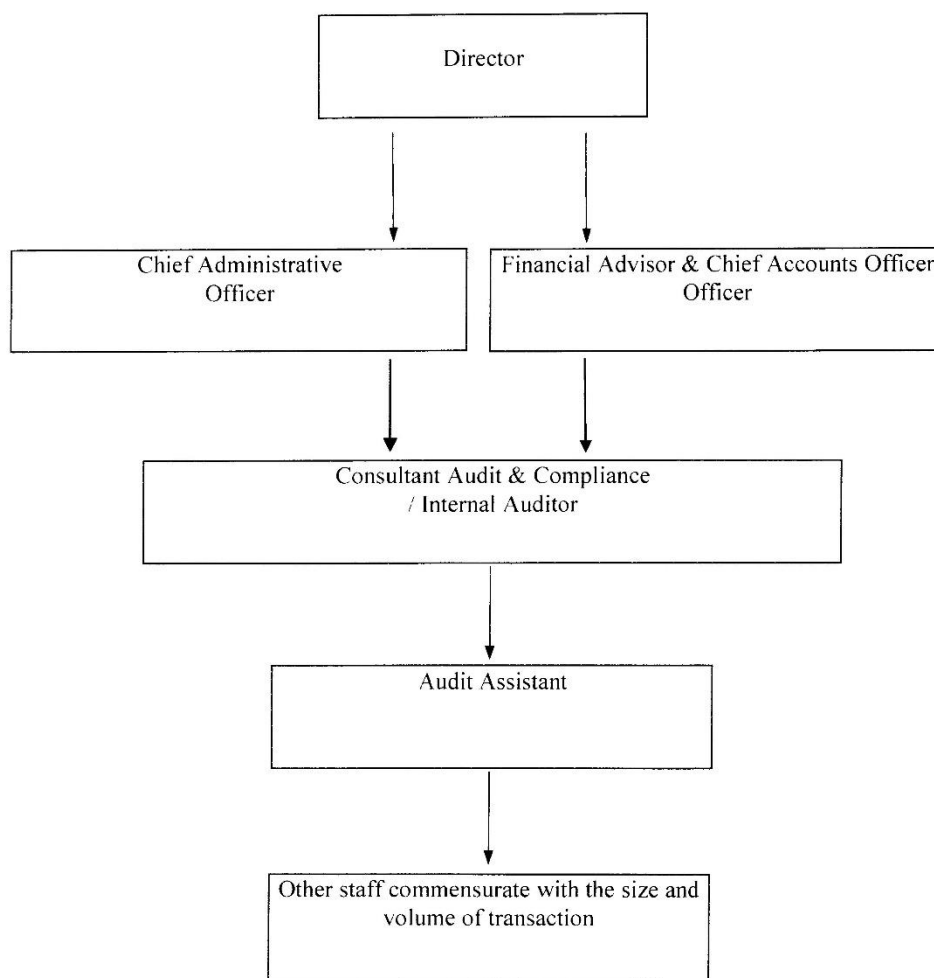 Director
Chief Administrative
Officer
Financial Advisor & Chief Accounts Officer
Officer
Consultant Audit & Compliance
/ Internal Auditor
Audit Assistant
Other staff commensurate with the size and
volume of transaction